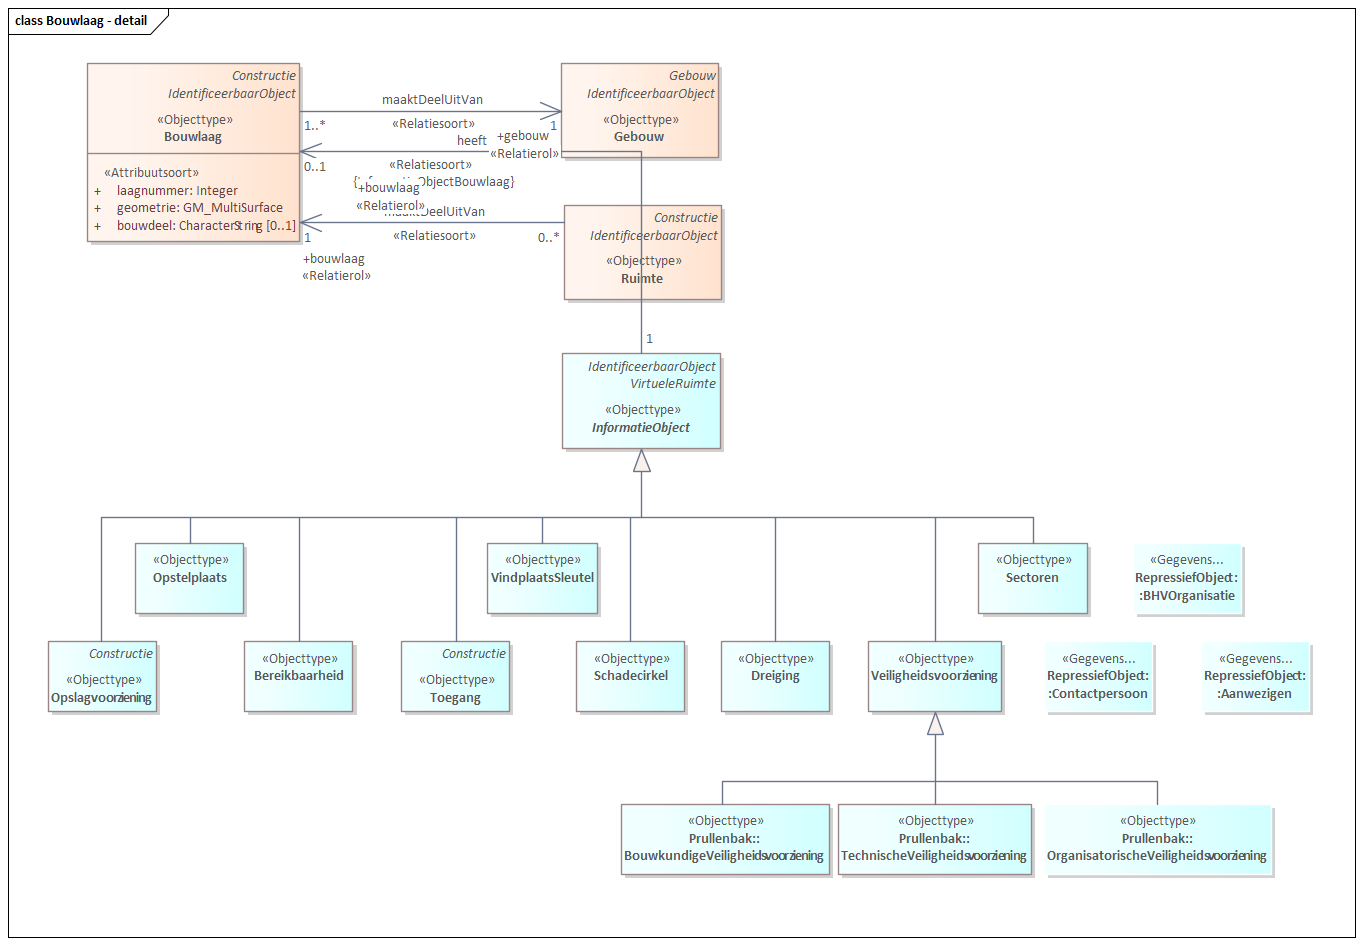 class Bouwlaag - detail
Constructie
IdentificeerbaarObject
«Objecttype»
Bouwlaag
«Attribuutsoort»
+ laagnummer: Integer
+ geometrie: GM_MultiSurface
+ bouwdeel: CharacterString [0..1]
Gebouw
IdentificeerbaarObject
«Objecttype»
Gebouw
maaktDeelUitVan
1..*
«Relatiesoort»
1
+gebouw
«Relatierol»
heeft
0..1
«Relatiesoort»
+bouwlaag
«Relatierol»
maaktDeelUitVan
1
«Relatiesoort»
0..*
+bouwlaag
«Relatierol»
Constructie
IdentificeerbaarObject
«Objecttype»
Ruimte
1
IdentificeerbaarObject
VirtueleRuimte
«Objecttype»
InformatieObject
«Objecttype»
Opstelplaats
«Objecttype»
VindplaatsSleutel
«Objecttype»
Sectoren
«Gegevens...
RepressiefObject:
:BHVOrganisatie
Constructie
«Objecttype»
Opslagvoorziening
«Objecttype»
Bereikbaarheid
Constructie
«Objecttype»
Toegang
«Objecttype»
Schadecirkel
«Objecttype»
Dreiging
«Objecttype»
Veiligheidsvoorziening
«Gegevens...
RepressiefObject:
:Contactpersoon
«Gegevens...
RepressiefObject:
:Aanwezigen
«Objecttype»
Prullenbak::
BouwkundigeVeiligheidsvoorziening
«Objecttype»
Prullenbak::
TechnischeVeiligheidsvoorziening
«Objecttype»
Prullenbak::
OrganisatorischeVeiligheidsvoorziening